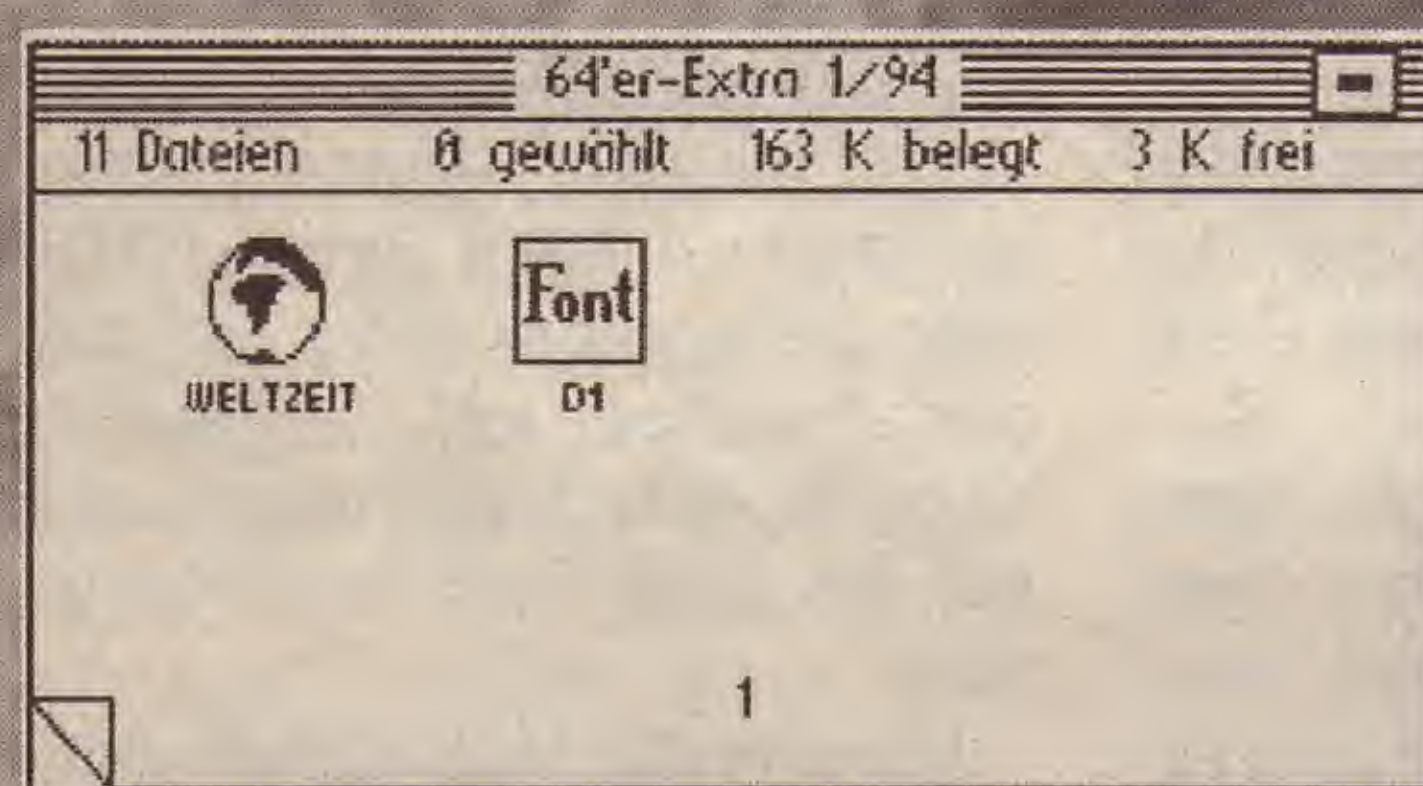 64'er-Extra 1/94
11 Dateien 0 gewählt 163 K belegt 3 K frei
Font
WELTZEIT D1
1